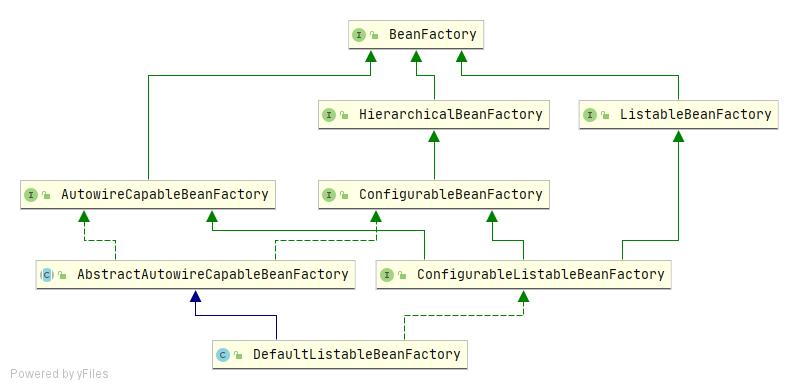 I BeanFactory
I HierarchicalBeanFactory
I ListableBeanFactory
I AutowireCapableBeanFactory
I ConfigurableBeanFactory
C AbstractAutowireCapableBeanFactory
I ConfigurableListableBeanFactory
C DefaultListableBeanFactory
Powered by yFiles